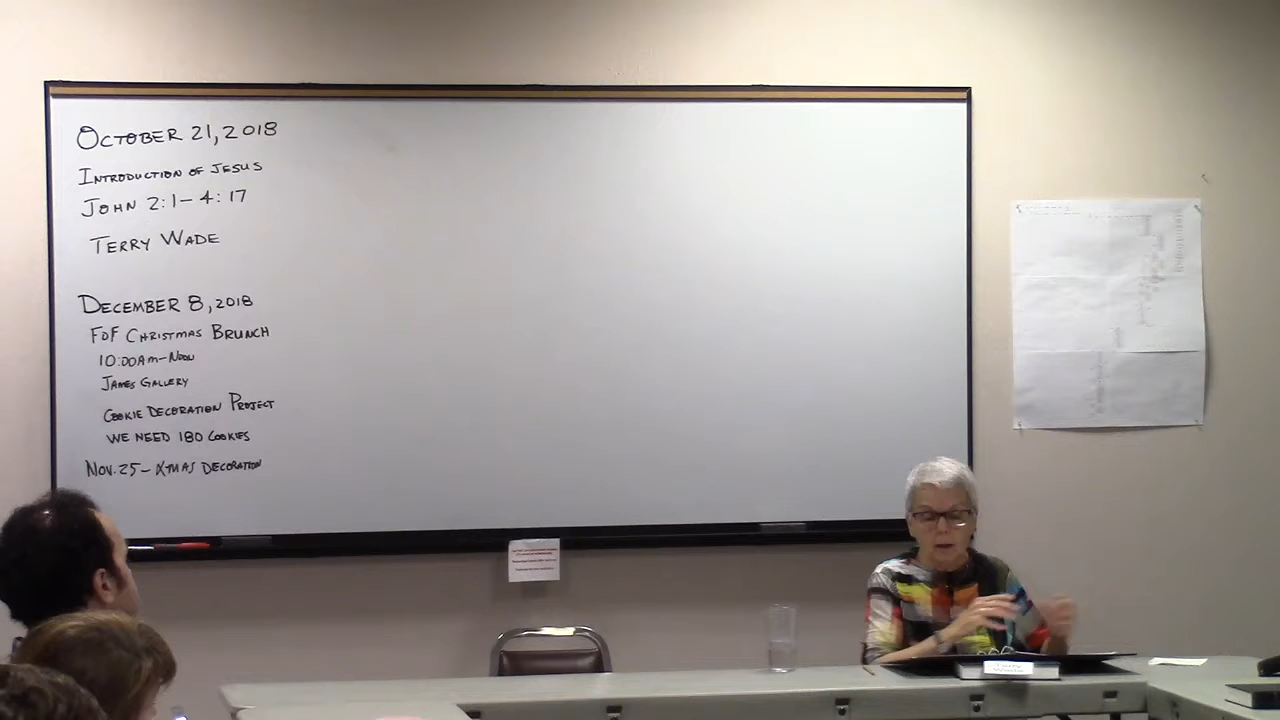 OCTOBER 21, 2018
INTRODUCTION OF JESUS
JOHN 2:1-4:17
TERRY WADE
DECEMBER 8, 2018
FOF CHRISTMAS BRUNCH
10:00AM-NOON
JAMES GALLERY
COOKIE DECORATION PROJECT
WE NEED 180 COOKIES
NOV. 25 - XMAS DECORATION